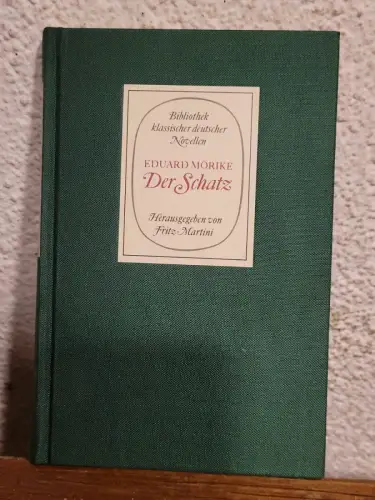 Bibliothek
klassischer deutscher
Novellen
EDUARD MÖRIKE
Der Schatz
Herausgegeben von
Fritz Martini